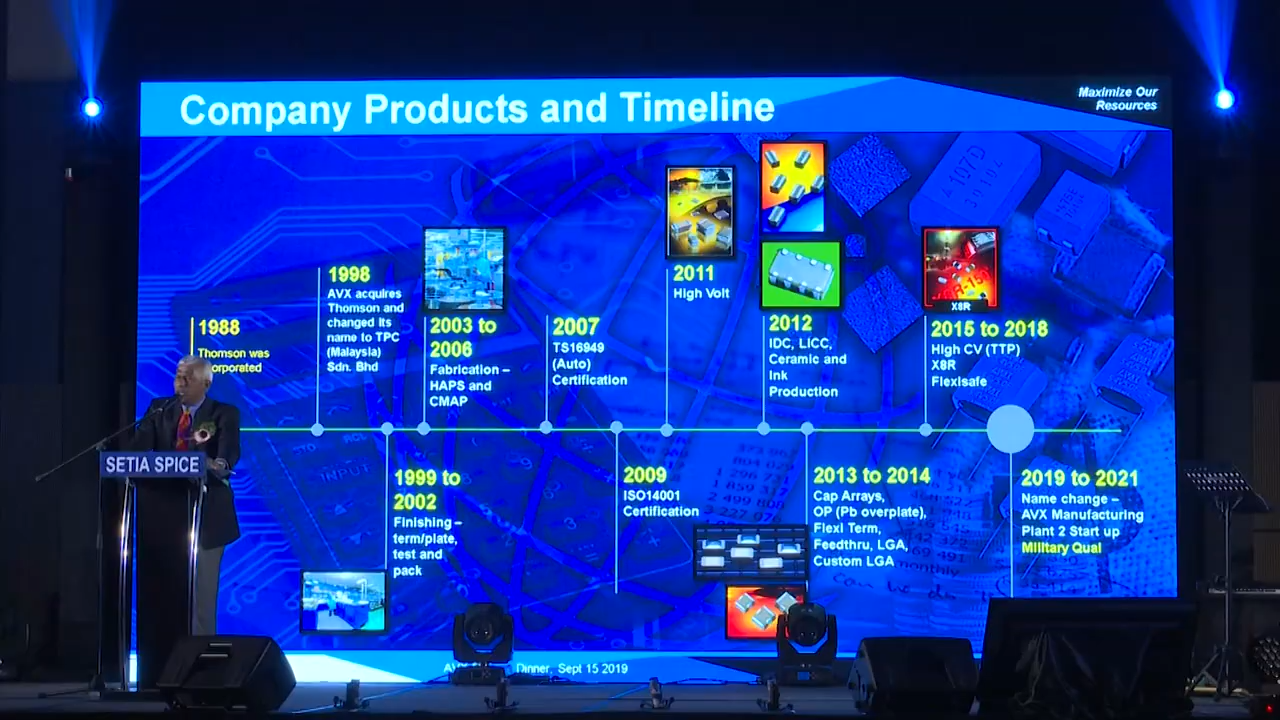 Company Products and Timeline
Maximize Our
Resources
1988
Thomson was
1998
AVX acquires
Thomson and
changed its
name to TPC
(Malaysia)
Sdn. Bhd
2003 to
2006
Fabrication –
HAPS and
CMAP
2007
TS16949
(Auto)
Certification
2011
High Volt
2012
IDC, LICC,
Ceramic and
Ink
Production
X8R
2015 to 2018
High CV (TTP)
X8R
Flexisafe
1999 to
2002
Finishing –
term/plate,
test and
pack
2009
ISO14001
Certification
2013 to 2014
Cap Arrays,
OP (Pb overplate),
Flexi Term,
Feedthru, LGA,
Custom LGA
2019 to 2021
Name change –
AVX Manufacturing
Plant 2 Start up
Military Qual
SETIA SPICE
Dinner, Sept 15 2019